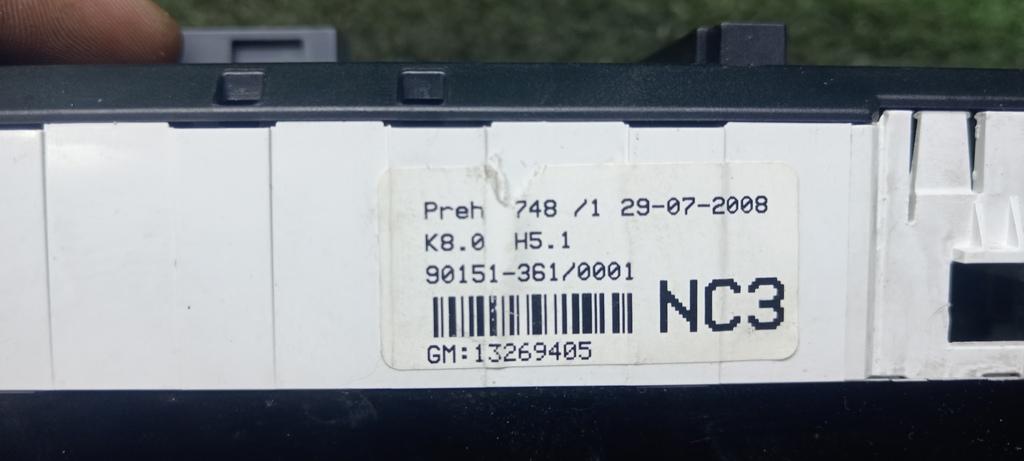 Preh 748 /1 29-07-2008
K8.0 H5.1
90151-361/0001
NC3
GM:13269405